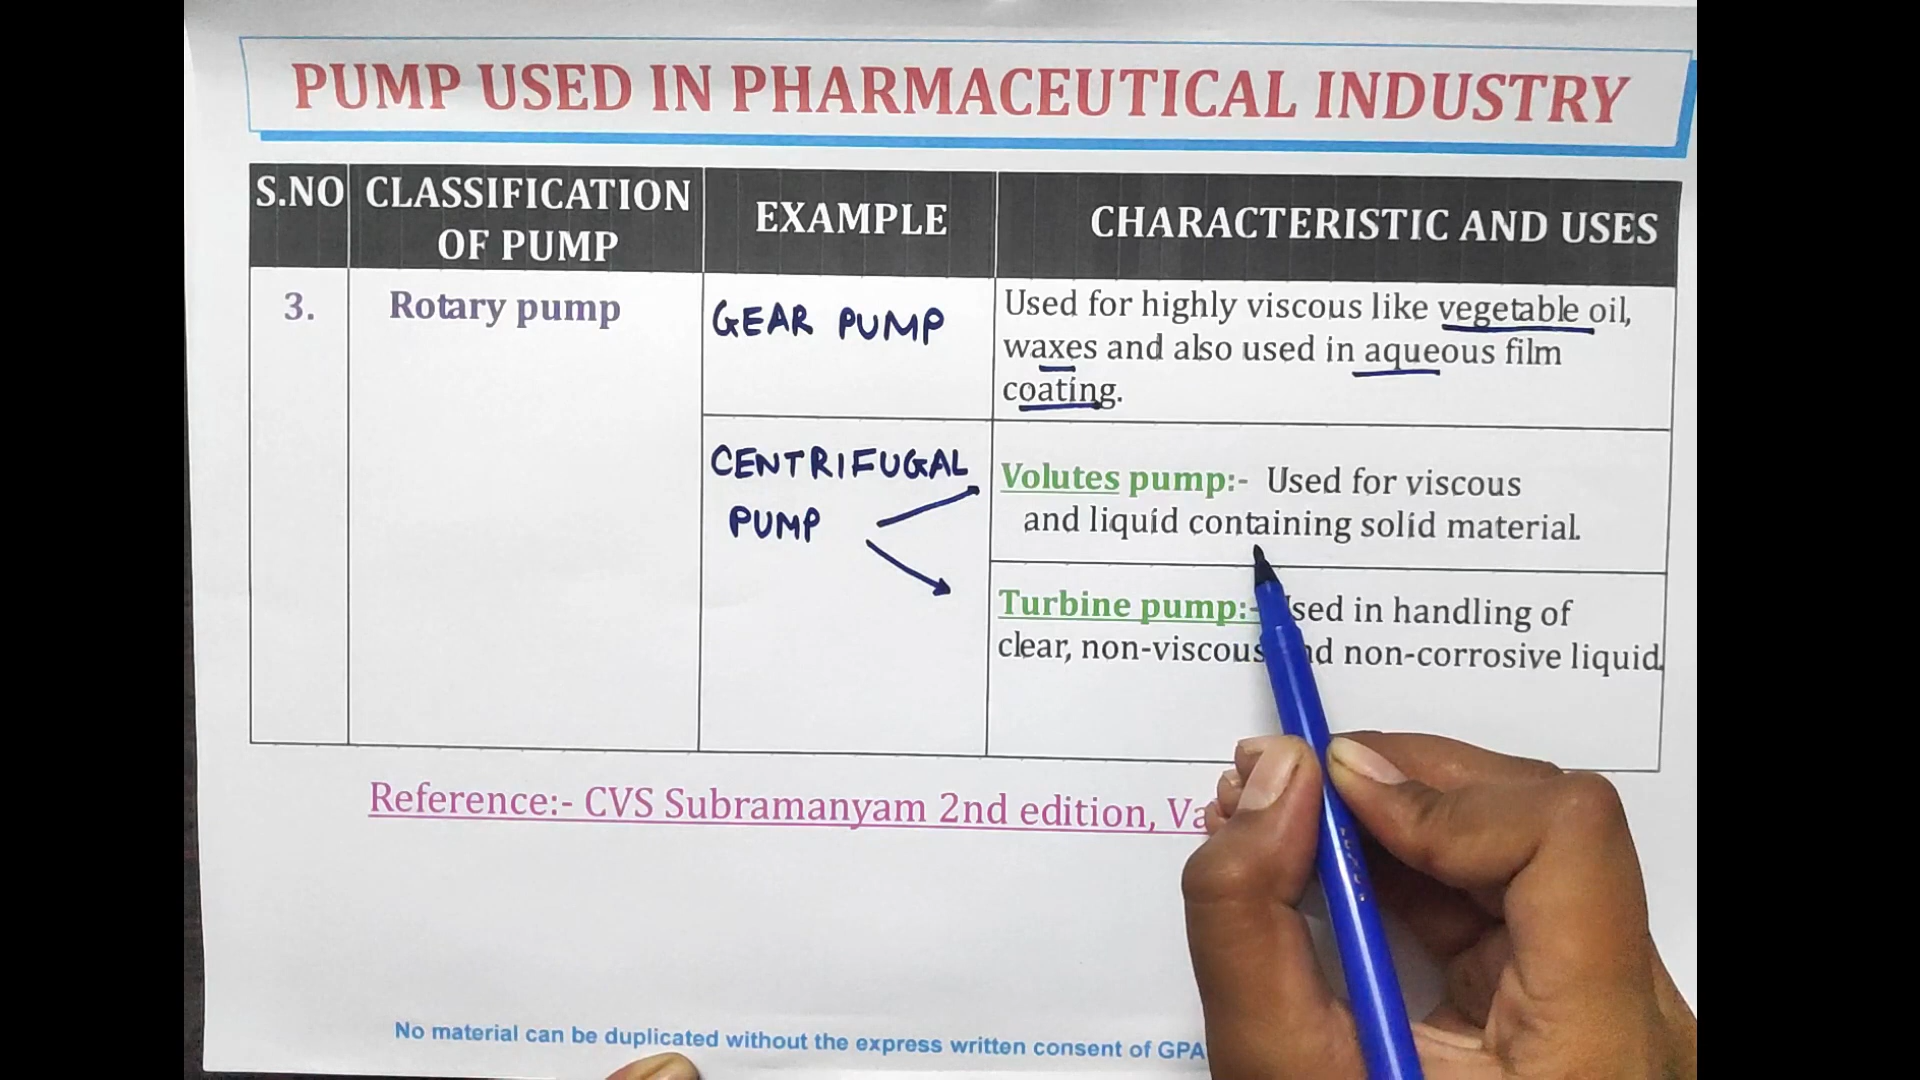 PUMP USED IN PHARMACEUTICAL INDUSTRY
S.NO
CLASSIFICATION
OF PUMP
EXAMPLE
CHARACTERISTIC AND USES
3.
Rotary pump
GEAR PUMP
Used for highly viscous like vegetable oil,
waxes and also used in aqueous film
coating.
CENTRIFUGAL
PUMP
Volutes pump:- Used for viscous
and liquid containing solid material.
Turbine pump:- Used in handling of
clear, non-viscous and non-corrosive liquid.
Reference:- CVS Subramanyam 2nd edition,
No material can be duplicated without the express written consent of